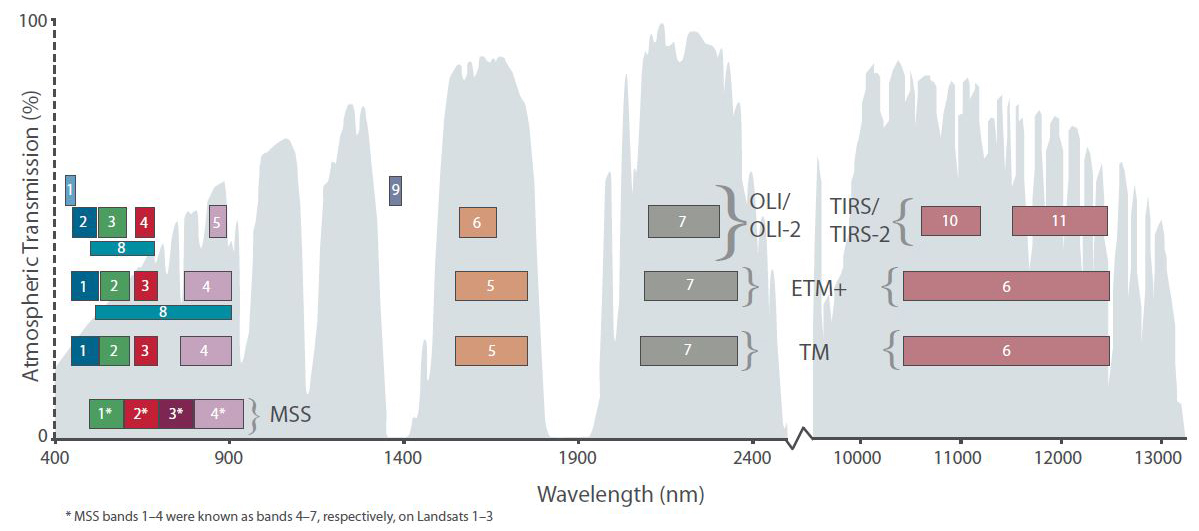 100
Atmospheric Transmission (%)
1
9
2 3 4 5 6 7 OLI/ OLI-2 TIRS/ TIRS-2 10 11
8
1 2 3 4 5 7 ETM+ 6
8
1 2 3 4 5 7 TM 6
1* 2* 3* 4* MSS
0
400 900 1400 1900 2400 10000 11000 12000 13000
Wavelength (nm)
* MSS bands 1–4 were known as bands 4–7, respectively, on Landsats 1–3